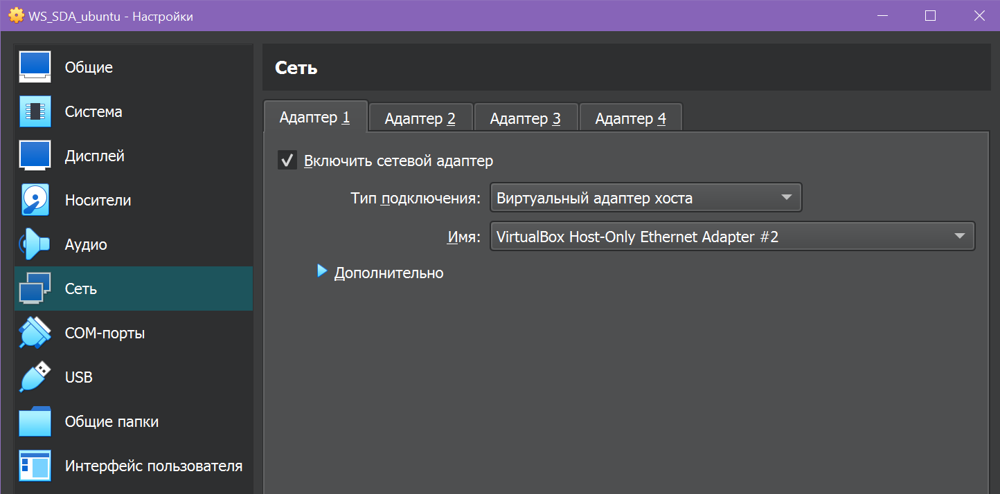 WS_SDA_ubuntu - Настройки
Общие
Система
Дисплей
Носители
Аудио
Сеть
COM-порты
USB
Общие папки
Интерфейс пользователя
Сеть
Адаптер 1 Адаптер 2 Адаптер 3 Адаптер 4
Включить сетевой адаптер
Тип подключения: Виртуальный адаптер хоста
Имя: VirtualBox Host-Only Ethernet Adapter #2
Дополнительно